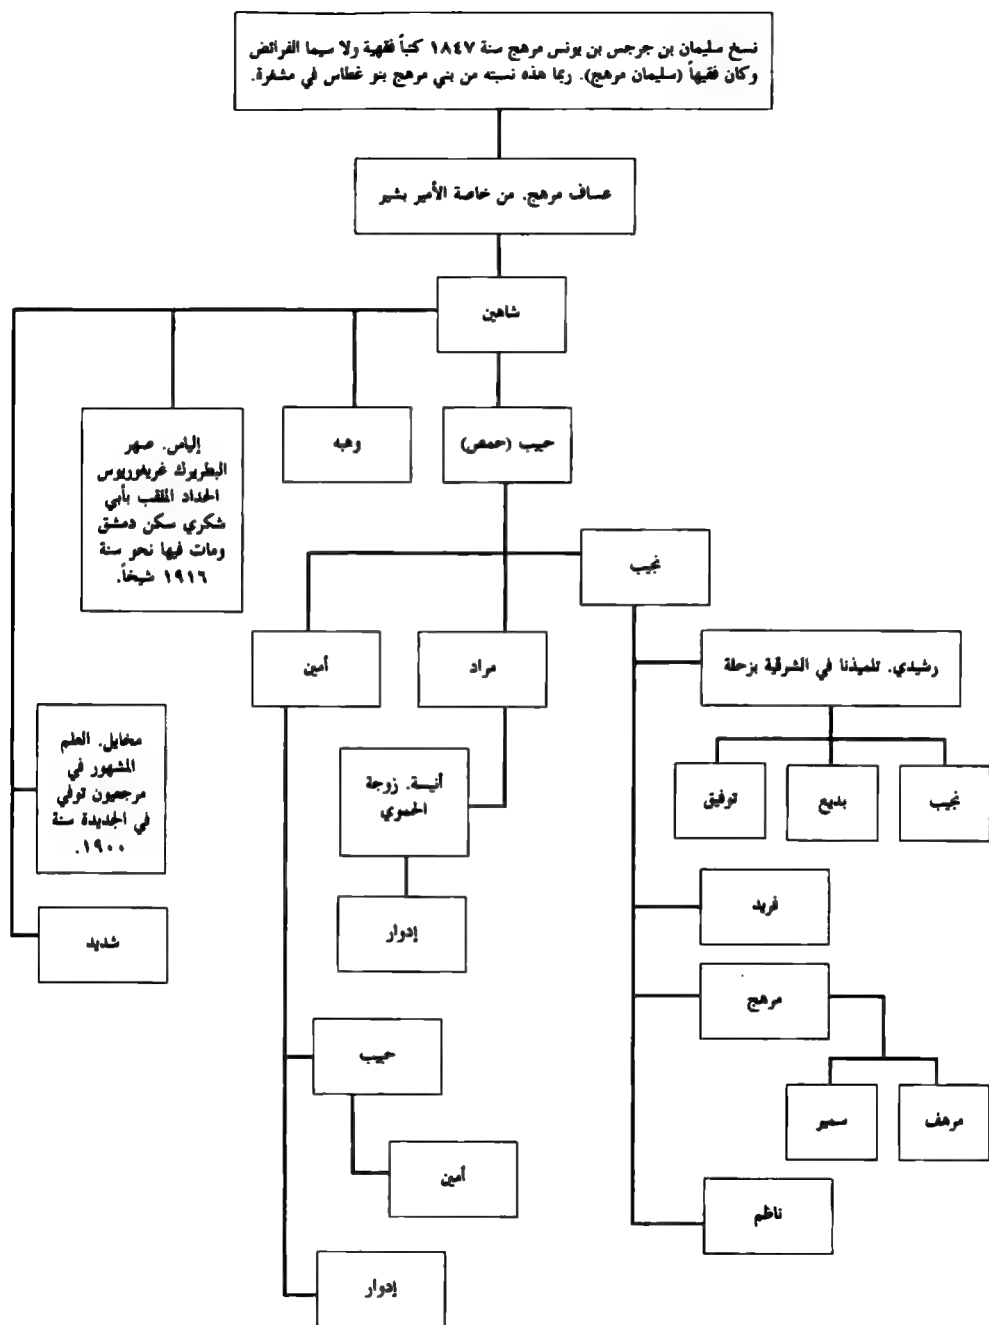 نسخ سليمان بن جرجس بن يونس مرهج سنة ١٨٤٧ كتباً فقهية ولا سيما الفرائض
وكان فقيهاً (سليمان مرهج). ربما هذه نسبته من بني مرهج بنو غطاس في مشغرة.
عساف مرهج. من خاصة الأمير بشير
شاهين
حبيب (حمص)
وهبه
إلياس. صهر
البطريرك غريغوريوس
الحداد الملقب بأبي
شكري سكن دمشق
ومات فيها نحو سنة
١٩١٦ شيخاً.
نجيب
مراد
أمين
رشيدي. تلميذنا في الشرقية بزحلة
مخايل. العلم
المشهور في
مرجعيون توفي
في الجديدة سنة
١٩٠٠.
أنيسة. زوجة
الحموي
نجيب
بديع
توفيق
فريد
إدوار
شديد
مرهج
حبيب
مرهف
سمير
أمين
ناظم
إدوار